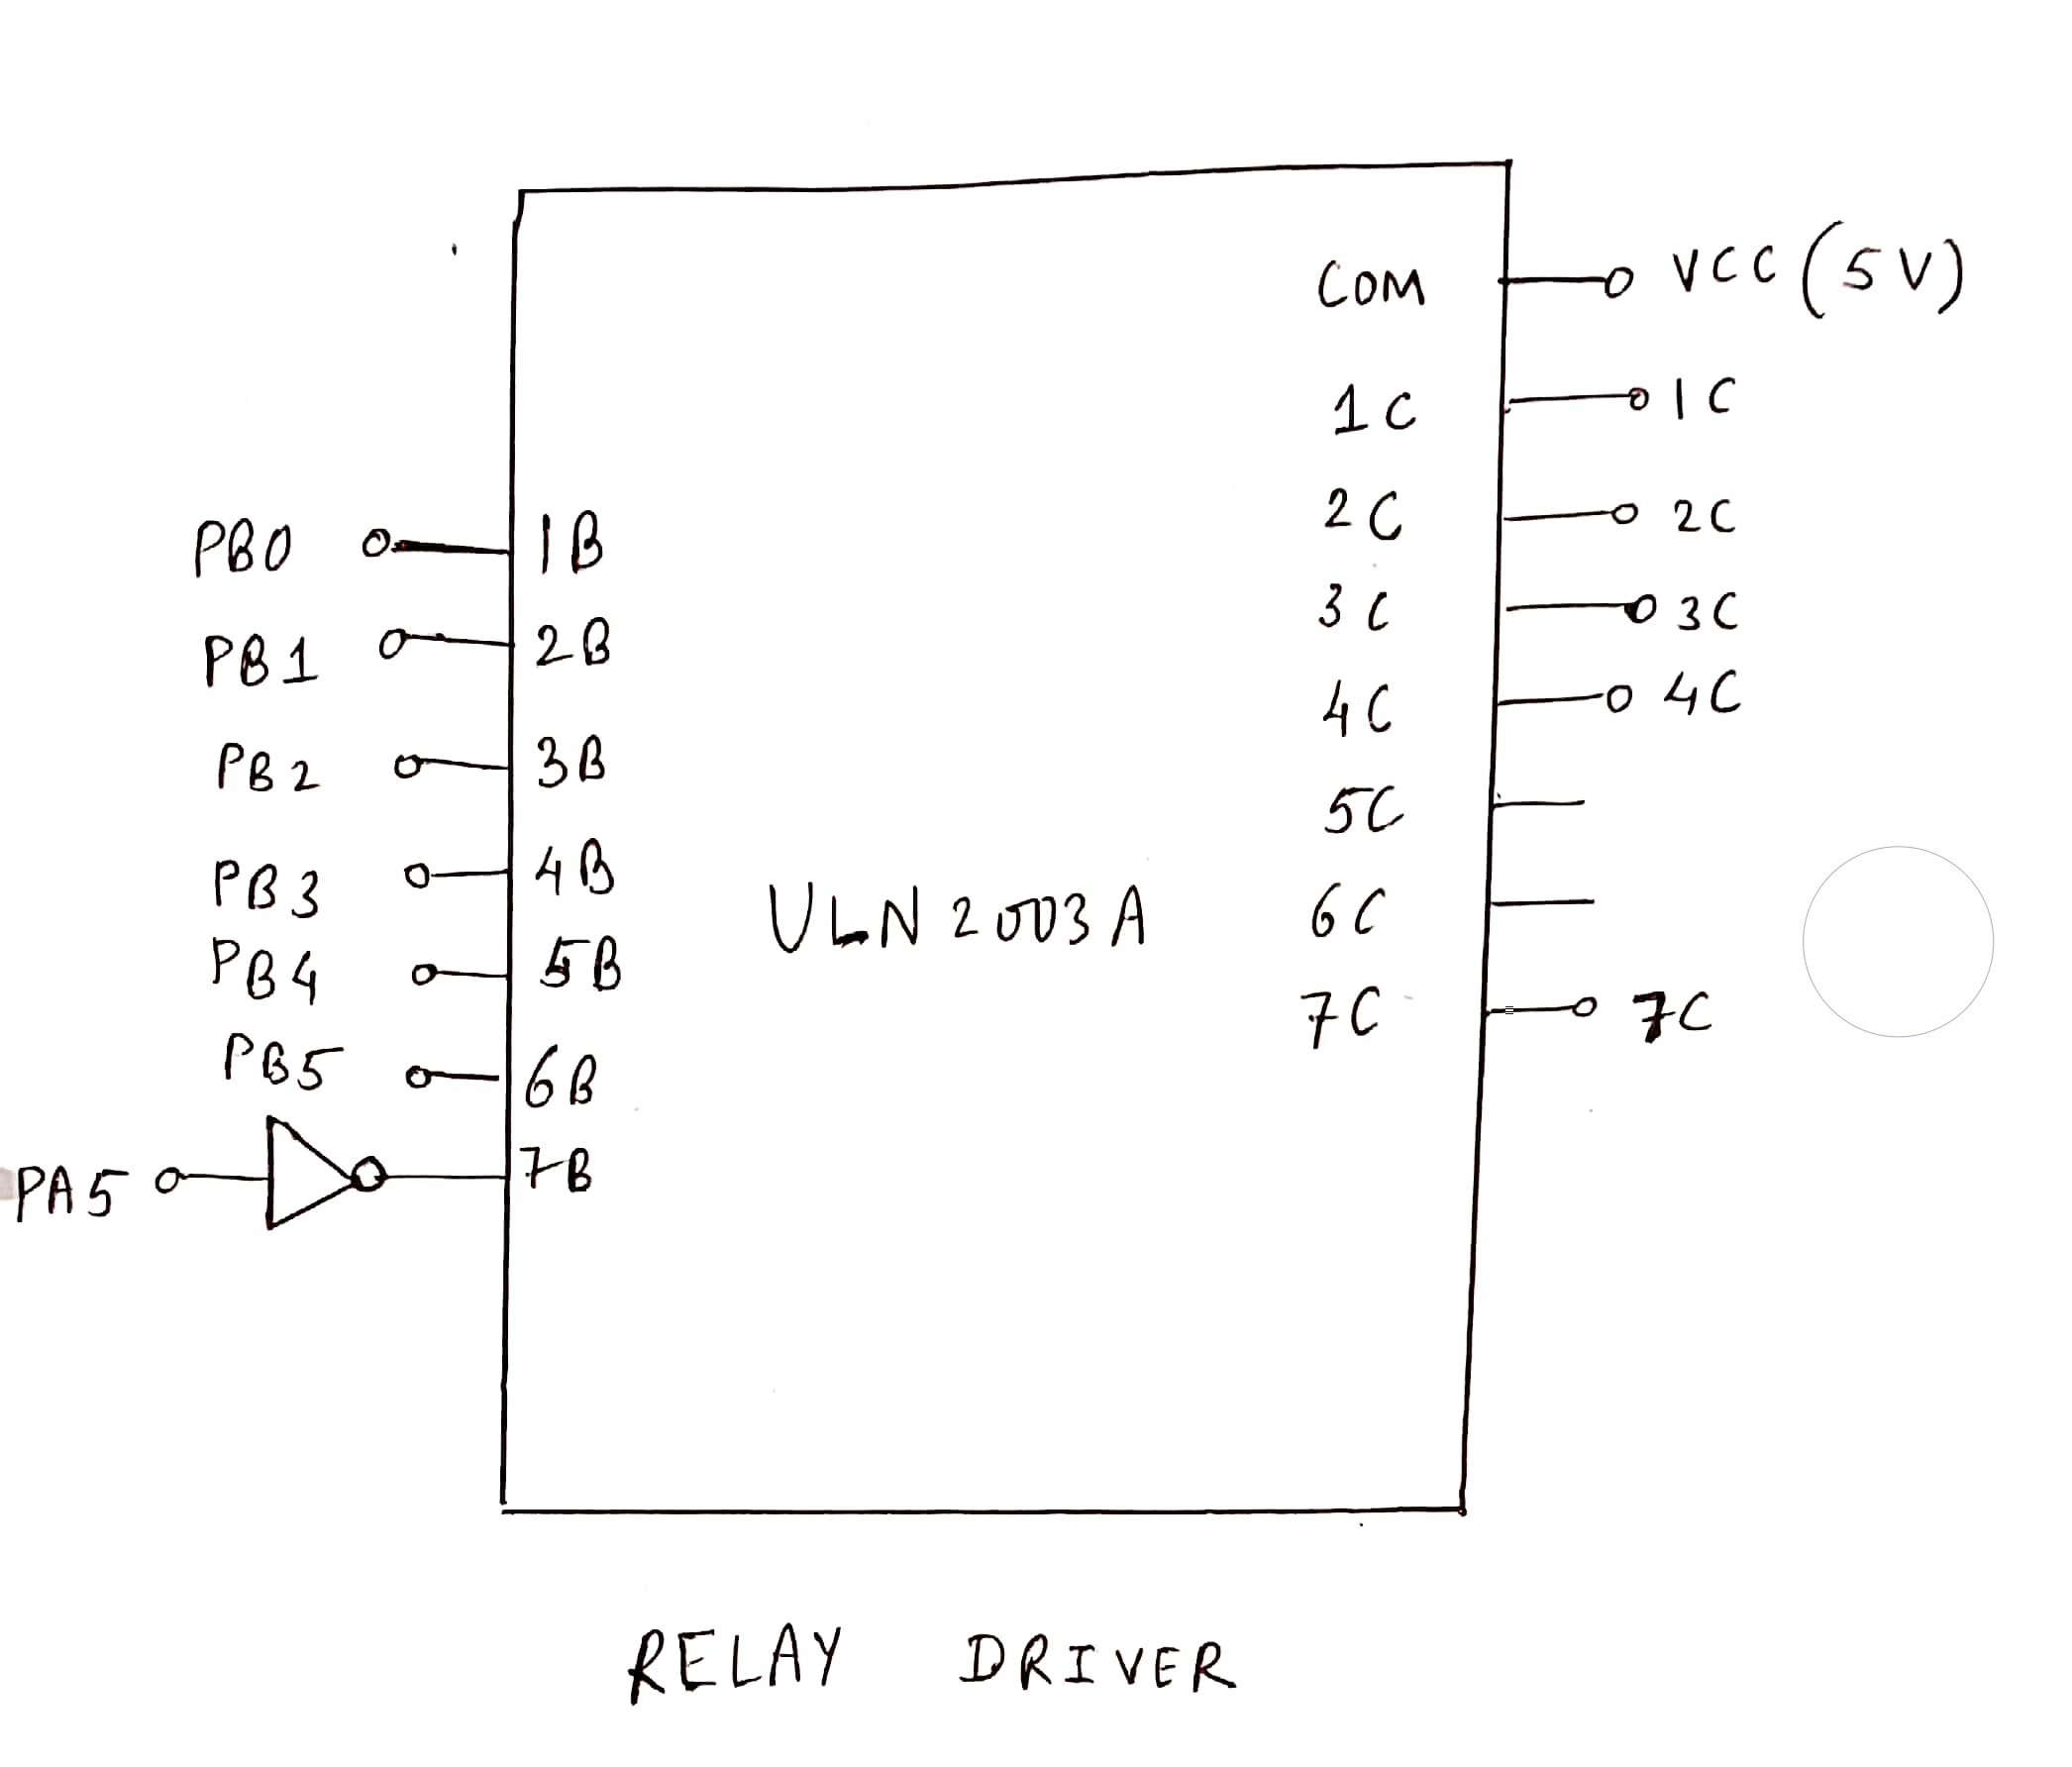 COM VCC (5V)
1C 1C
2C 2C
PB0 1B
3C 3C
PB1 2B
4C 4C
PB2 3B
5C
PB3 4B
ULN2003A
6C
PB4 5B
7C 7C
PB5 6B
PA5 7B
RELAY DRIVER